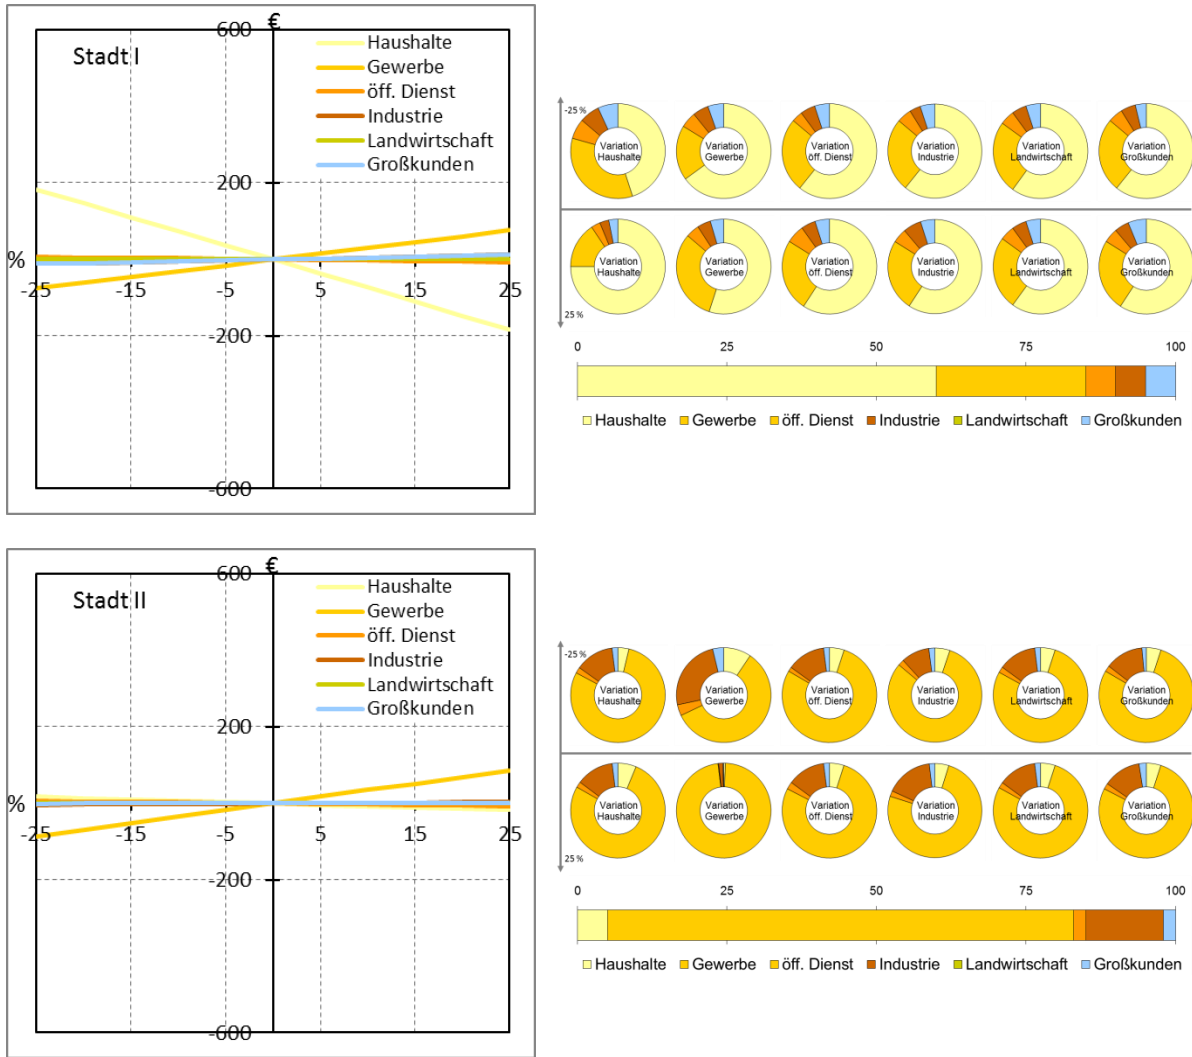 €
600
Stadt I
Haushalte
Gewerbe
öff. Dienst
Industrie
Landwirtschaft
Großkunden
200
%
-25 -15 -5 5 15 25
-200
-600
-25 %
Variation Haushalte
Variation Gewerbe
Variation öff. Dienst
Variation Industrie
Variation Landwirtschaft
Variation Großkunden
Variation Haushalte
Variation Gewerbe
Variation öff. Dienst
Variation Industrie
Variation Landwirtschaft
Variation Großkunden
25 %
0 25 50 75 100
Haushalte Gewerbe öff. Dienst Industrie Landwirtschaft Großkunden
€
600
Stadt II
Haushalte
Gewerbe
öff. Dienst
Industrie
Landwirtschaft
Großkunden
200
%
-25 -15 -5 5 15 25
-200
-600
-25 %
Variation Haushalte
Variation Gewerbe
Variation öff. Dienst
Variation Industrie
Variation Landwirtschaft
Variation Großkunden
Variation Haushalte
Variation Gewerbe
Variation öff. Dienst
Variation Industrie
Variation Landwirtschaft
Variation Großkunden
25 %
0 25 50 75 100
Haushalte Gewerbe öff. Dienst Industrie Landwirtschaft Großkunden